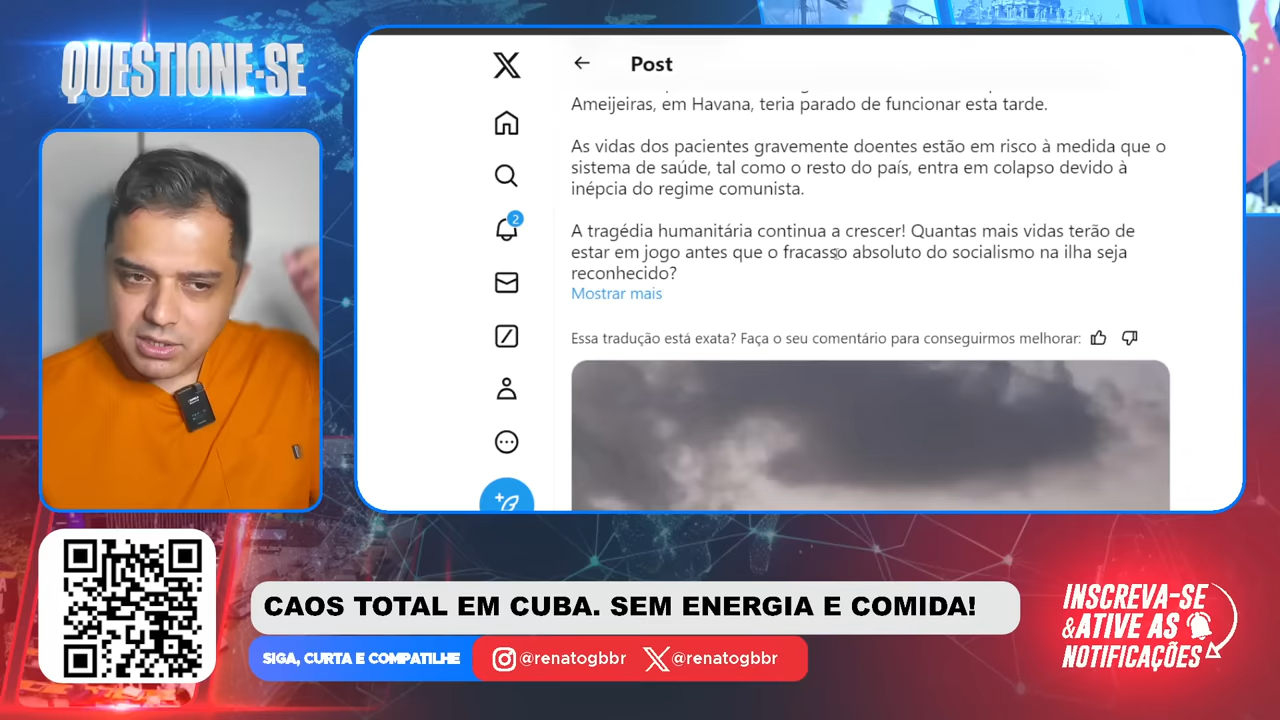 QUESTIONE-SE
X
Post
Ameijeiras, em Havana, teria parado de funcionar esta tarde.
As vidas dos pacientes gravemente doentes estão em risco à medida que o
sistema de saúde, tal como o resto do país, entra em colapso devido à
inépcia do regime comunista.
A tragédia humanitária continua a crescer! Quantas mais vidas terão de
estar em jogo antes que o fracasso absoluto do socialismo na ilha seja
reconhecido?
Mostrar mais
Essa tradução está exata? Faça o seu comentário para conseguirmos melhorar:
2
CAOS TOTAL EM CUBA. SEM ENERGIA E COMIDA!
SIGA, CURTA E COMPATILHE
@renatogbbr
@renatogbbr
INSCREVA-SE
&ATIVE AS
NOTIFICAÇÕES